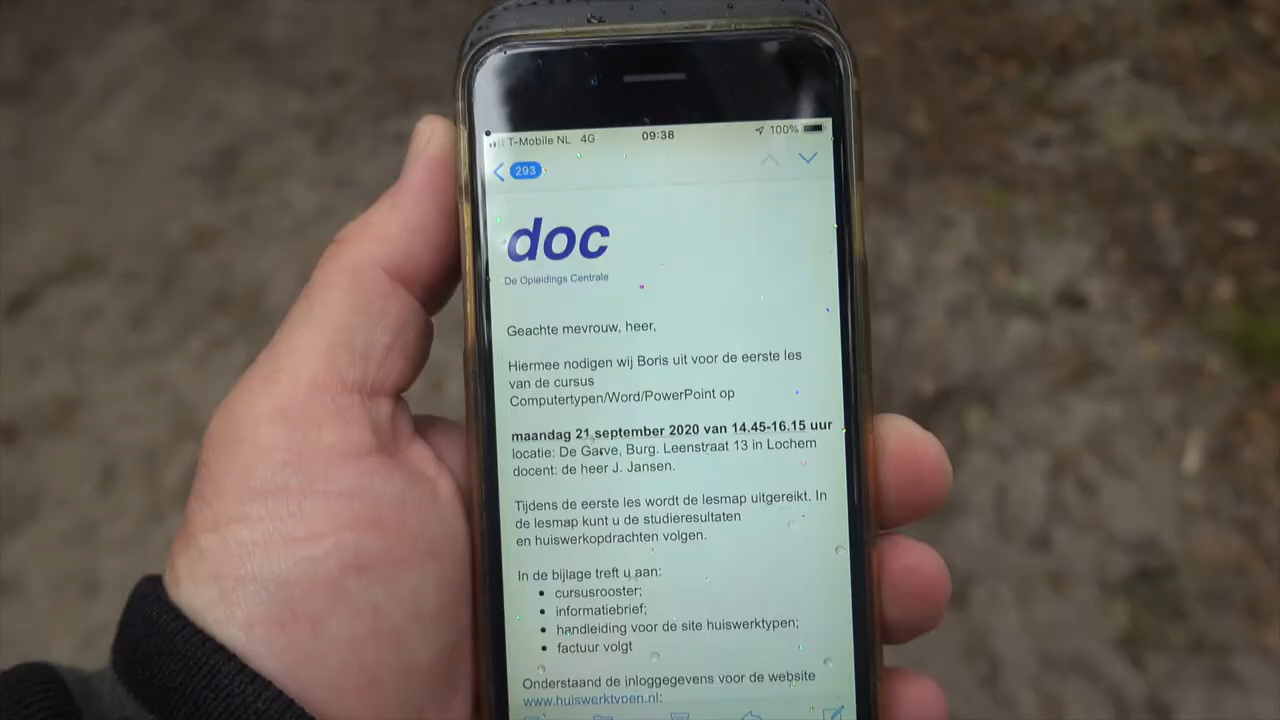 T-Mobile NL 4G 09:38 100%
293
doc
De Opleidings Centrale
Geachte mevrouw, heer,
Hiermee nodigen wij Boris uit voor de eerste les
van de cursus
Computertypen/Word/PowerPoint op
maandag 21 september 2020 van 14.45-16.15 uur
locatie: De Garve, Burg. Leenstraat 13 in Lochem
docent: de heer J. Jansen.
Tijdens de eerste les wordt de lesmap uitgereikt. In
de lesmap kunt u de studieresultaten
en huiswerkopdrachten volgen.
In de bijlage treft u aan:
• cursusrooster;
• informatiebrief;
• handleiding voor de site huiswerktypen;
• factuur volgt
Onderstaand de inloggegevens voor de website
www.huiswerktypen.nl: